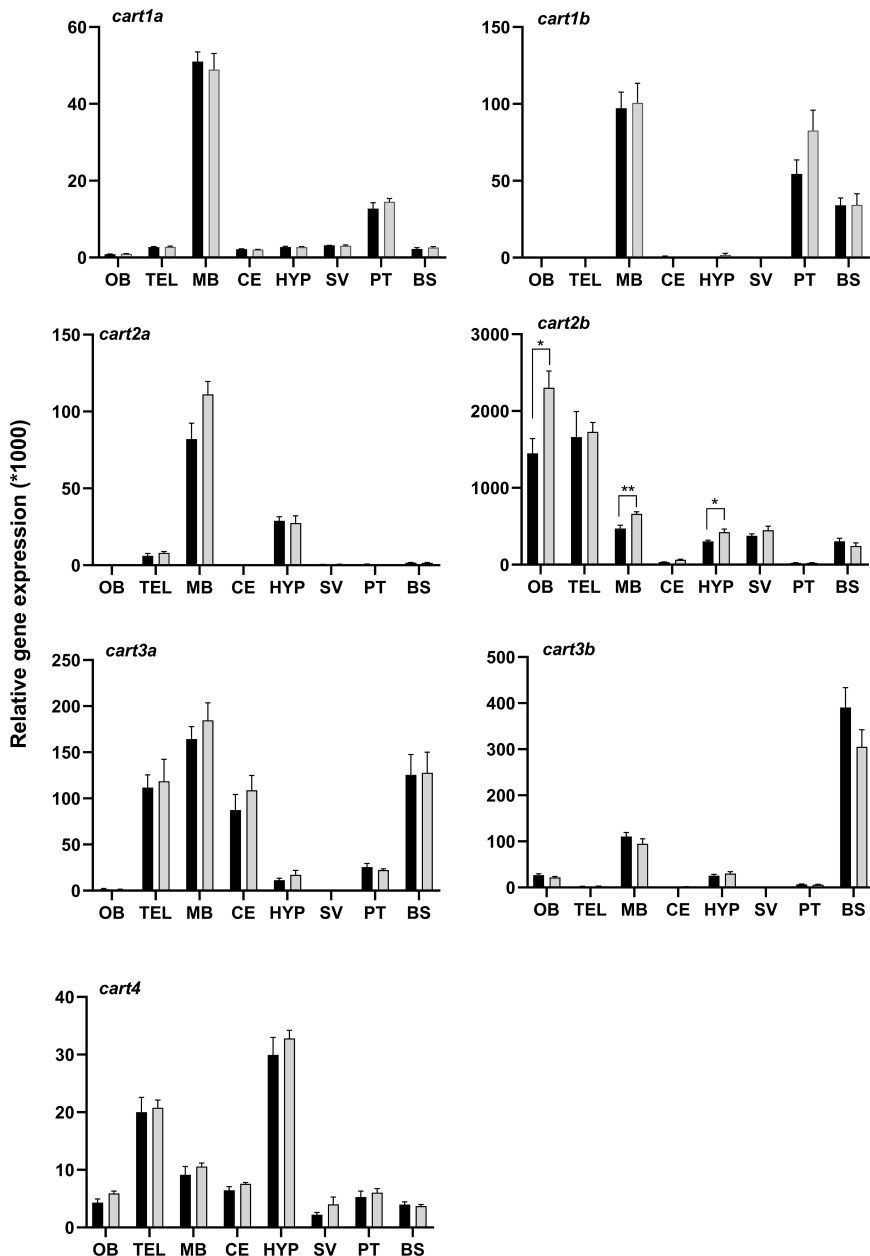 cart1a
60
40
20
0
OB TEL MB CE HYP SV PT BS
cart1b
150
100
50
0
OB TEL MB CE HYP SV PT BS
cart2a
150
100
50
0
OB TEL MB CE HYP SV PT BS
cart2b
3000
2000
1000
0
*
**
*
OB TEL MB CE HYP SV PT BS
Relative gene expression (*1000)
cart3a
250
200
150
100
50
0
OB TEL MB CE HYP SV PT BS
cart3b
500
400
300
200
100
0
OB TEL MB CE HYP SV PT BS
cart4
40
30
20
10
0
OB TEL MB CE HYP SV PT BS